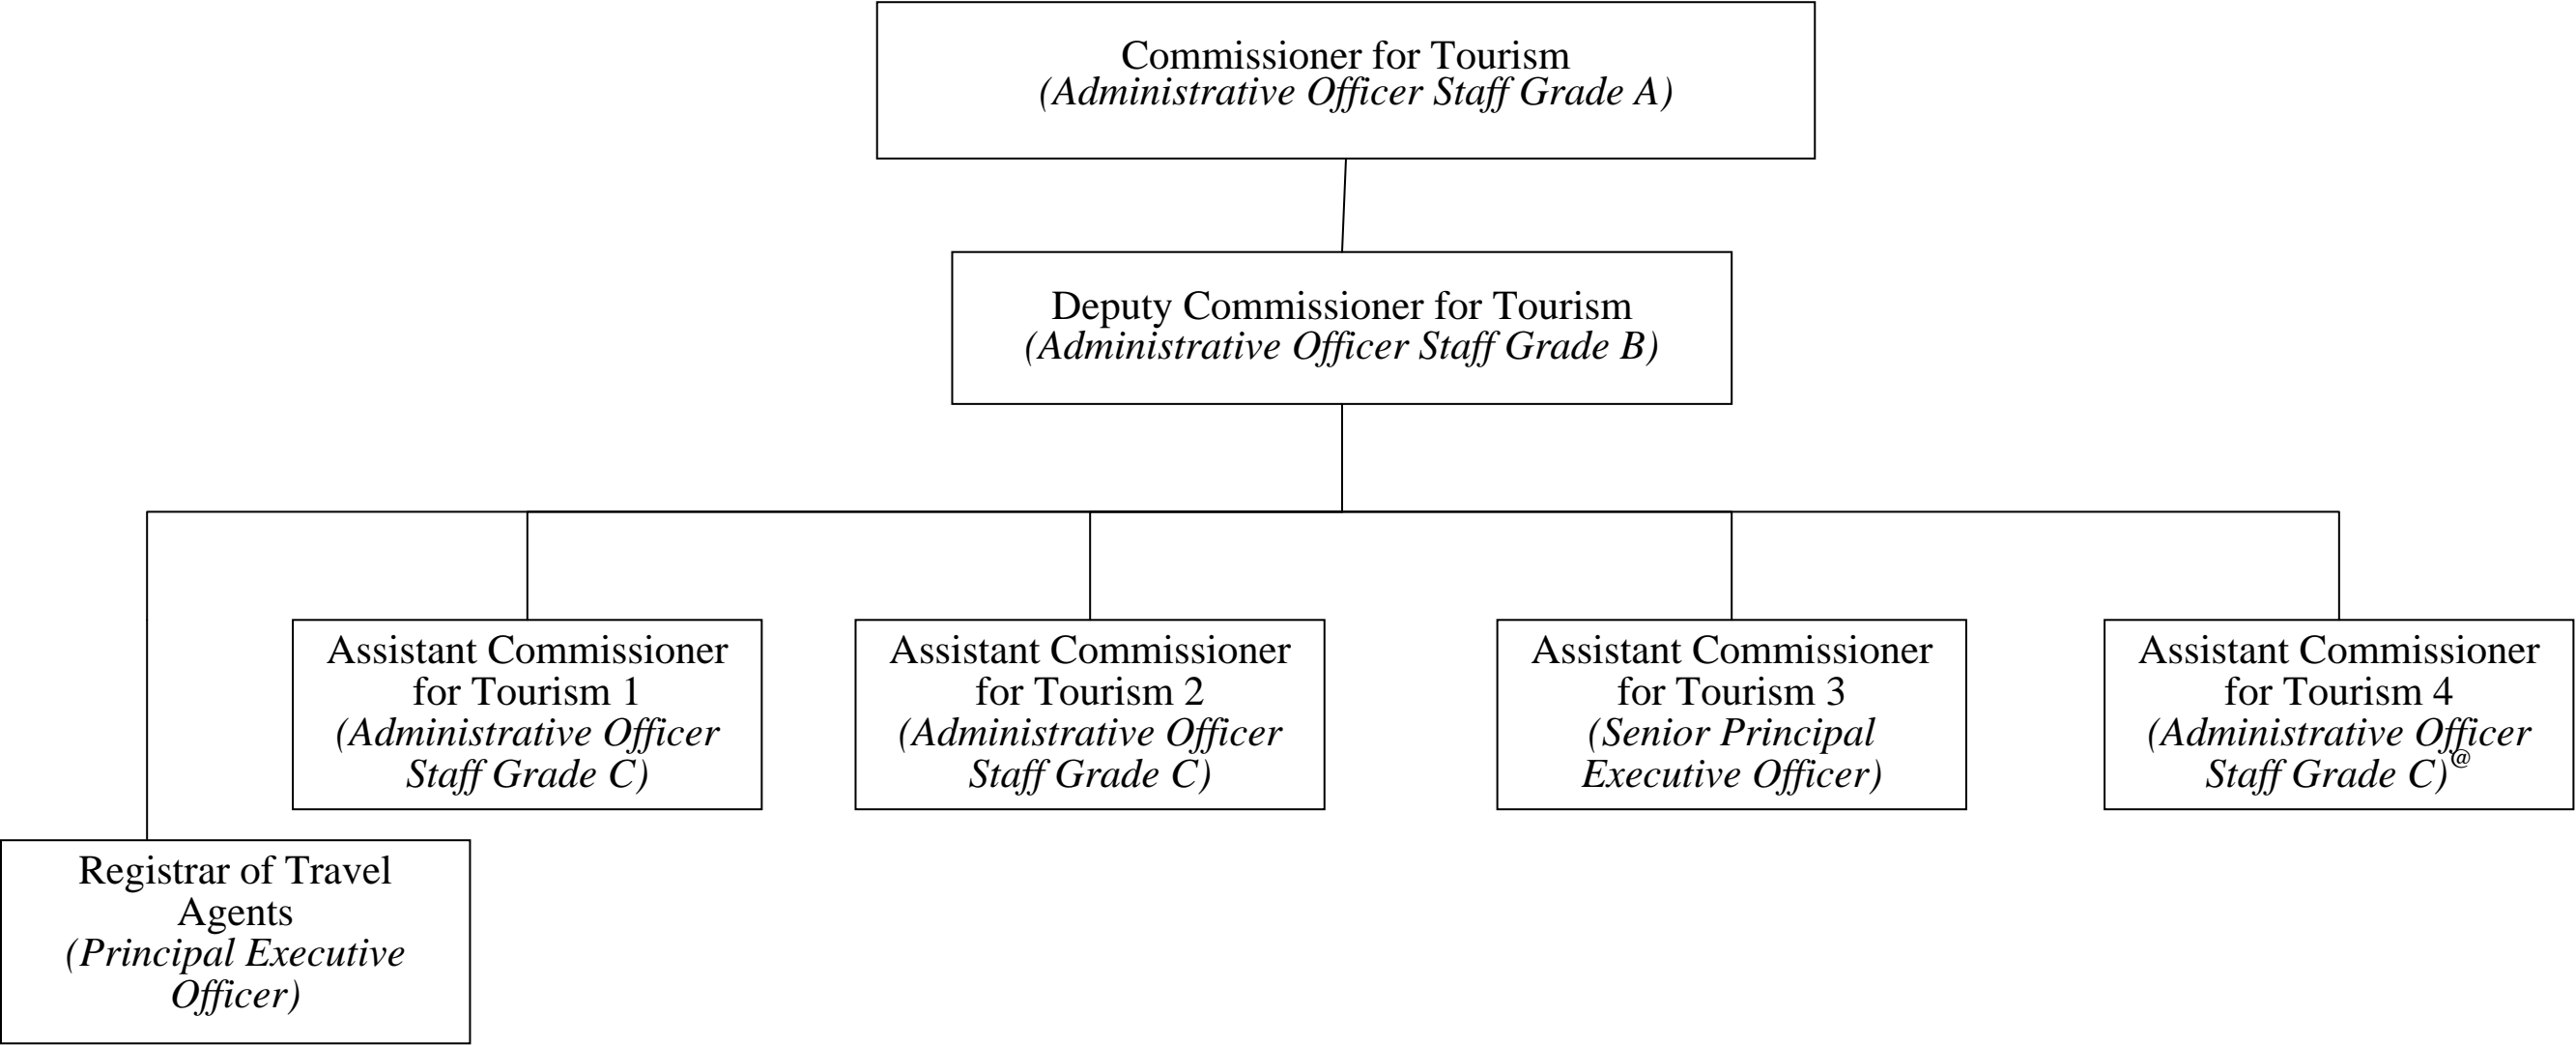 Commissioner for Tourism
(Administrative Officer Staff Grade A)
Deputy Commissioner for Tourism
(Administrative Officer Staff Grade B)
Assistant Commissioner
for Tourism 1
(Administrative Officer
Staff Grade C)
Assistant Commissioner
for Tourism 2
(Administrative Officer
Staff Grade C)
Assistant Commissioner
for Tourism 3
(Senior Principal
Executive Officer)
Assistant Commissioner
for Tourism 4
(Administrative Officer
Staff Grade C)@
Registrar of Travel
Agents
(Principal Executive
Officer)